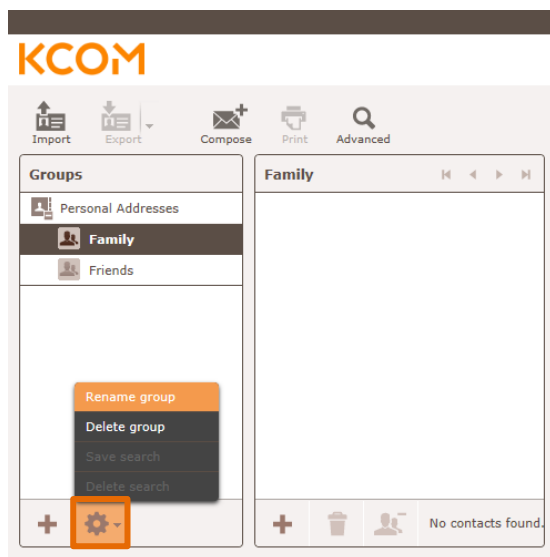 KCOM
Import Export Compose Print Advanced
Groups
Personal Addresses
Family
Friends
Rename group
Delete group
Save search
Delete search
Family
No contacts found.